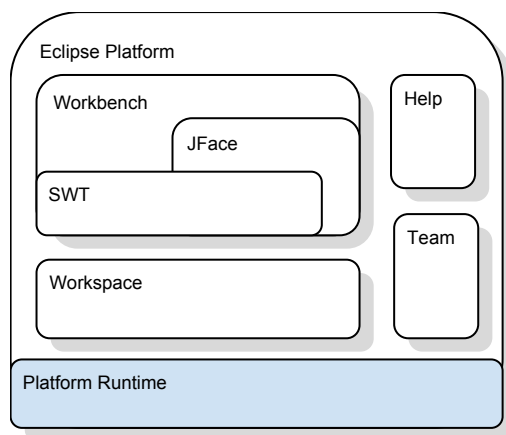 Eclipse Platform
Workbench
JFace
SWT
Workspace
Help
Team
Platform Runtime